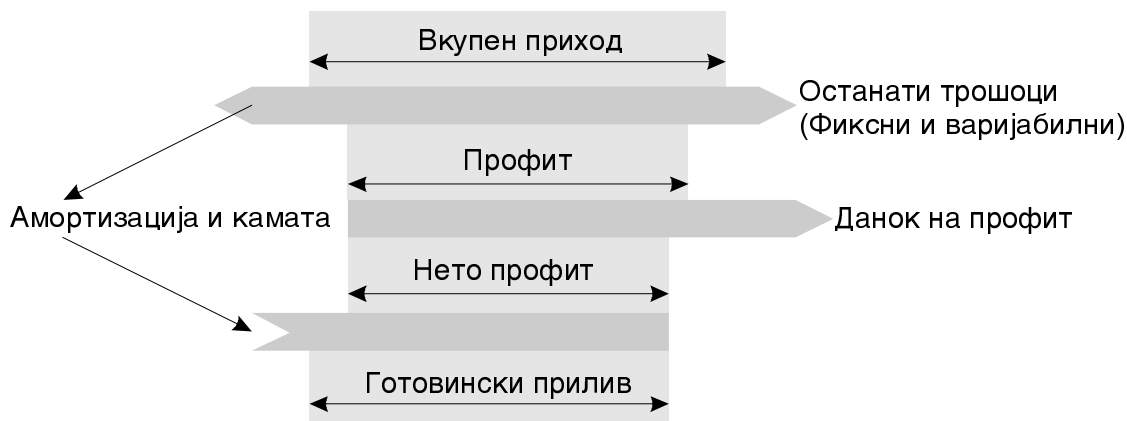 Вкупен приход
Останати трошоци
(Фиксни и варијабилни)
Профит
Амортизација и камата
Данок на профит
Нето профит
Готовински прилив